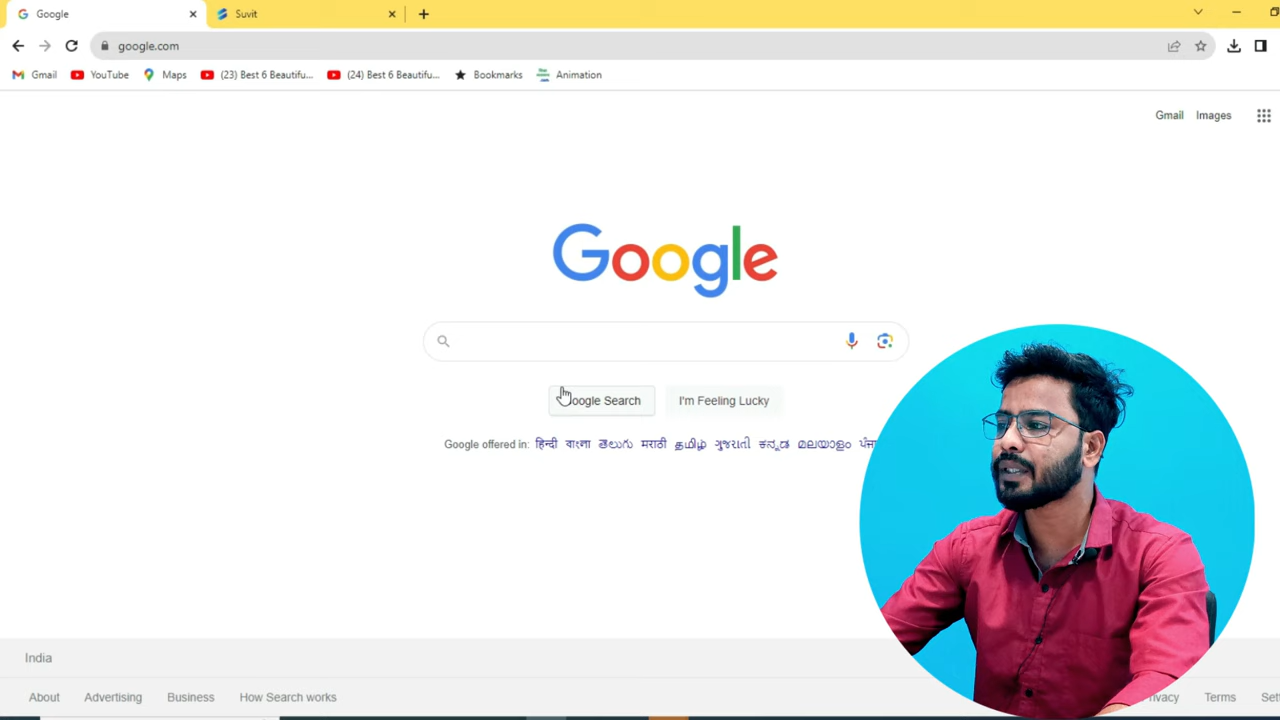 Google
Suvit
google.com
Gmail
YouTube
Maps
(23) Best 6 Beautifu...
(24) Best 6 Beautifu...
Bookmarks
Animation
Gmail
Images
Google
Google Search
I'm Feeling Lucky
Google offered in: हिन्दी বাংলা తెలుగు मराठी தமிழ் ગુજરાતી ಕನ್ನಡ മലയാളം
India
About
Advertising
Business
How Search works
Terms